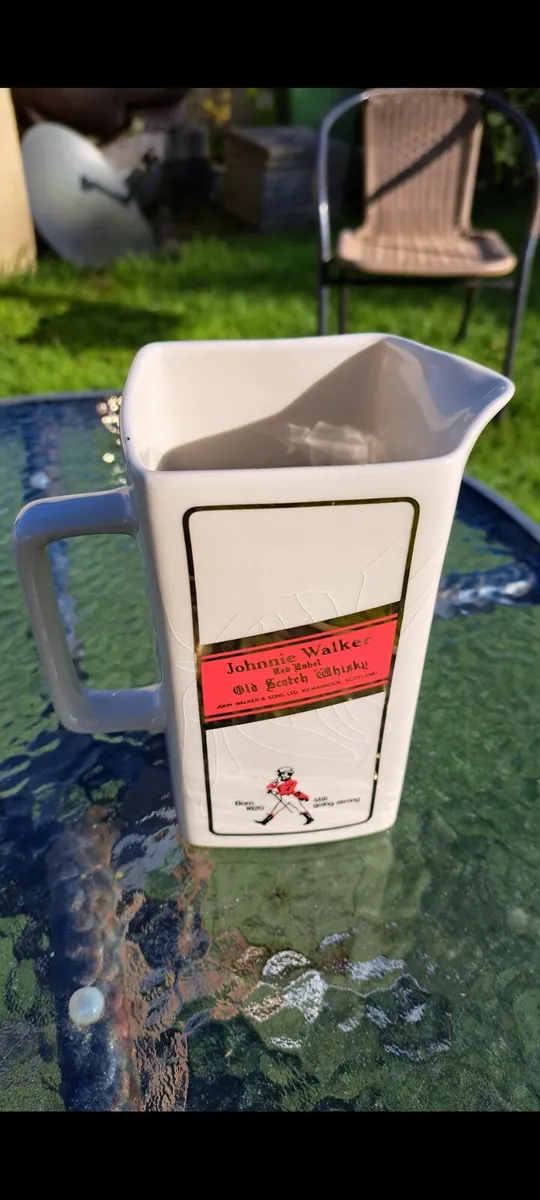 Johnnie Walker
Red Label
Old Scotch Whisky
JOHN WALKER & SONS LTD. KILMARNOCK, SCOTLAND
Born still
1820 going strong